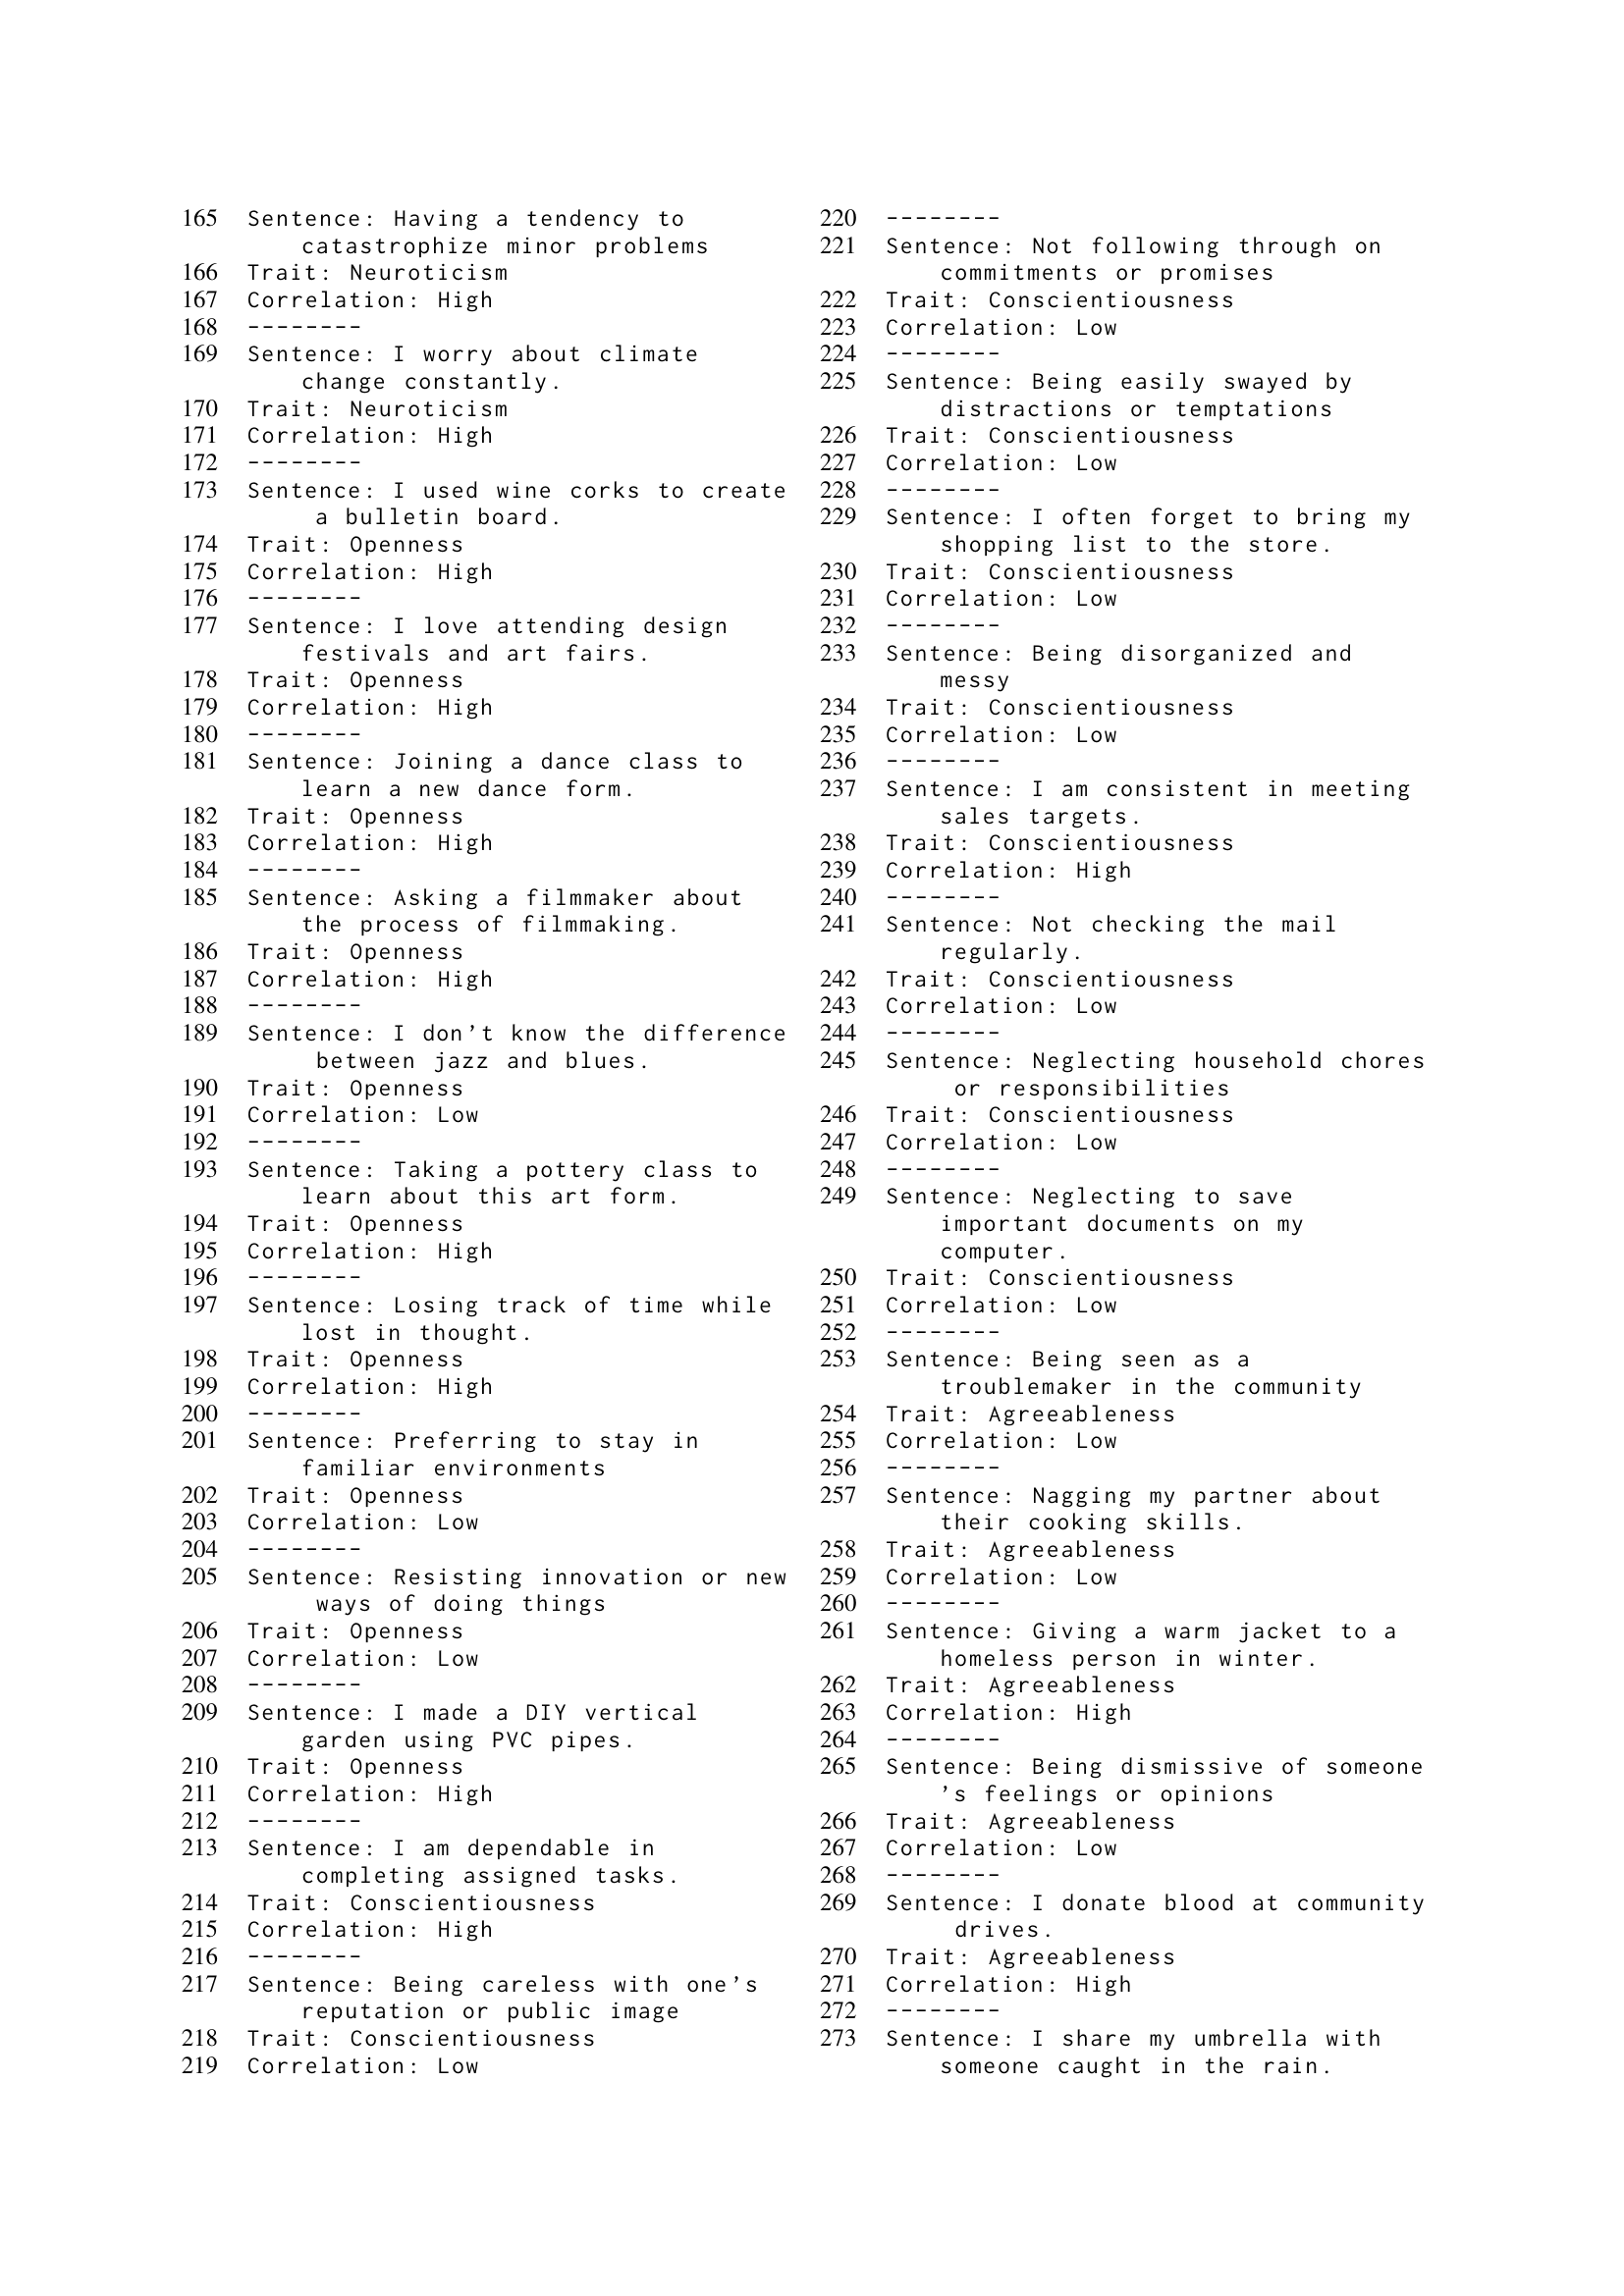 165 Sentence: Having a tendency to
catastrophize minor problems
166 Trait: Neuroticism
167 Correlation: High
168 --------
169 Sentence: I worry about climate
change constantly.
170 Trait: Neuroticism
171 Correlation: High
172 --------
173 Sentence: I used wine corks to create
a bulletin board.
174 Trait: Openness
175 Correlation: High
176 --------
177 Sentence: I love attending design
festivals and art fairs.
178 Trait: Openness
179 Correlation: High
180 --------
181 Sentence: Joining a dance class to
learn a new dance form.
182 Trait: Openness
183 Correlation: High
184 --------
185 Sentence: Asking a filmmaker about
the process of filmmaking.
186 Trait: Openness
187 Correlation: High
188 --------
189 Sentence: I don’t know the difference
between jazz and blues.
190 Trait: Openness
191 Correlation: Low
192 --------
193 Sentence: Taking a pottery class to
learn about this art form.
194 Trait: Openness
195 Correlation: High
196 --------
197 Sentence: Losing track of time while
lost in thought.
198 Trait: Openness
199 Correlation: High
200 --------
201 Sentence: Preferring to stay in
familiar environments
202 Trait: Openness
203 Correlation: Low
204 --------
205 Sentence: Resisting innovation or new
ways of doing things
206 Trait: Openness
207 Correlation: Low
208 --------
209 Sentence: I made a DIY vertical
garden using PVC pipes.
210 Trait: Openness
211 Correlation: High
212 --------
213 Sentence: I am dependable in
completing assigned tasks.
214 Trait: Conscientiousness
215 Correlation: High
216 --------
217 Sentence: Being careless with one’s
reputation or public image
218 Trait: Conscientiousness
219 Correlation: Low
220 --------
221 Sentence: Not following through on
commitments or promises
222 Trait: Conscientiousness
223 Correlation: Low
224 --------
225 Sentence: Being easily swayed by
distractions or temptations
226 Trait: Conscientiousness
227 Correlation: Low
228 --------
229 Sentence: I often forget to bring my
shopping list to the store.
230 Trait: Conscientiousness
231 Correlation: Low
232 --------
233 Sentence: Being disorganized and
messy
234 Trait: Conscientiousness
235 Correlation: Low
236 --------
237 Sentence: I am consistent in meeting
sales targets.
238 Trait: Conscientiousness
239 Correlation: High
240 --------
241 Sentence: Not checking the mail
regularly.
242 Trait: Conscientiousness
243 Correlation: Low
244 --------
245 Sentence: Neglecting household chores
or responsibilities
246 Trait: Conscientiousness
247 Correlation: Low
248 --------
249 Sentence: Neglecting to save
important documents on my
computer.
250 Trait: Conscientiousness
251 Correlation: Low
252 --------
253 Sentence: Being seen as a
troublemaker in the community
254 Trait: Agreeableness
255 Correlation: Low
256 --------
257 Sentence: Nagging my partner about
their cooking skills.
258 Trait: Agreeableness
259 Correlation: Low
260 --------
261 Sentence: Giving a warm jacket to a
homeless person in winter.
262 Trait: Agreeableness
263 Correlation: High
264 --------
265 Sentence: Being dismissive of someone
’s feelings or opinions
266 Trait: Agreeableness
267 Correlation: Low
268 --------
269 Sentence: I donate blood at community
drives.
270 Trait: Agreeableness
271 Correlation: High
272 --------
273 Sentence: I share my umbrella with
someone caught in the rain.